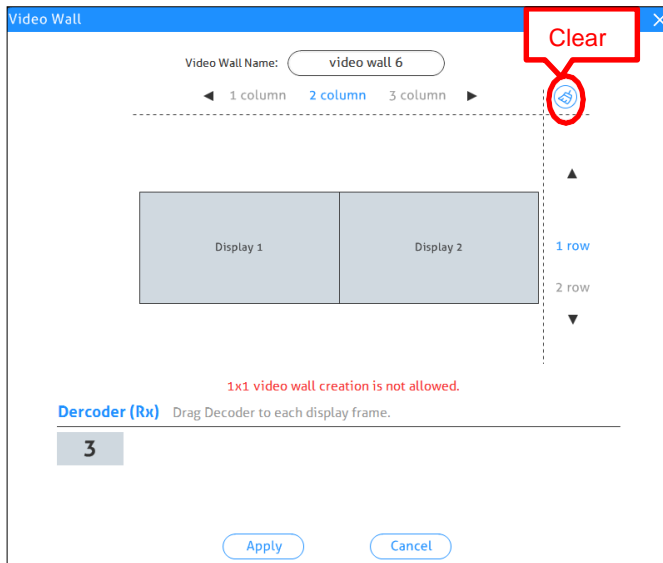 Video Wall
Clear
Video Wall Name: video wall 6
1 column 2 column 3 column
Display 1 Display 2
1 row
2 row
1x1 video wall creation is not allowed.
Dercoder (Rx) Drag Decoder to each display frame.
3
Apply Cancel